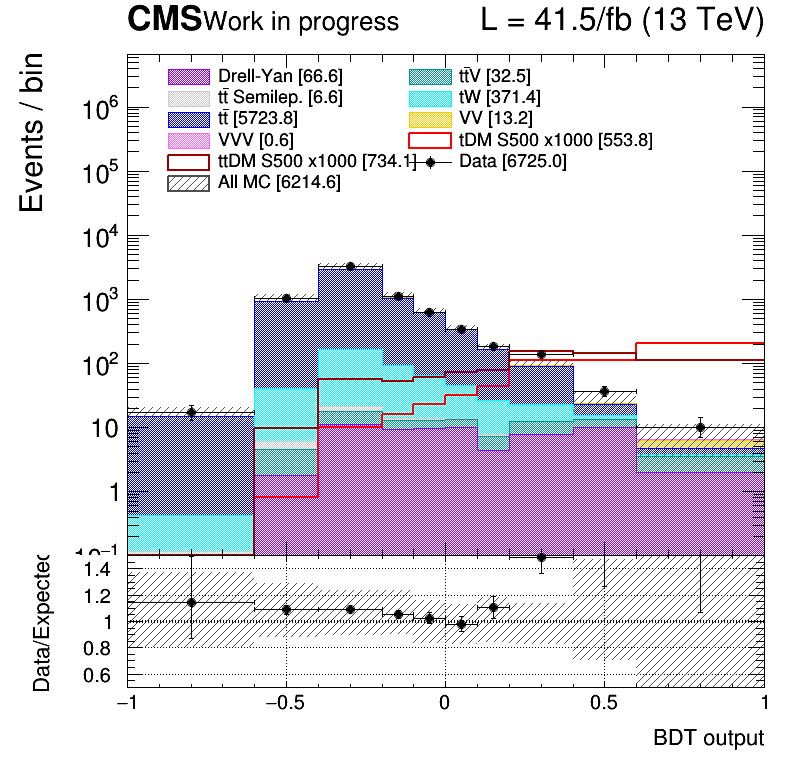 CMS Work in progress L = 41.5/fb (13 TeV)
Events / bin
Drell-Yan [66.6] tt̄V [32.5]
tt̄ Semilep. [6.6] tW [371.4]
tt̄ [5723.8] VV [13.2]
VVV [0.6] tDM S500 x1000 [553.8]
ttDM S500 x1000 [734.1] Data [6725.0]
All MC [6214.6]
10⁶
10⁵
10⁴
10³
10²
10
1
10⁻¹
Data/Expected
1.4
1.2
1
0.8
0.6
−1 −0.5 0 0.5 1
BDT output